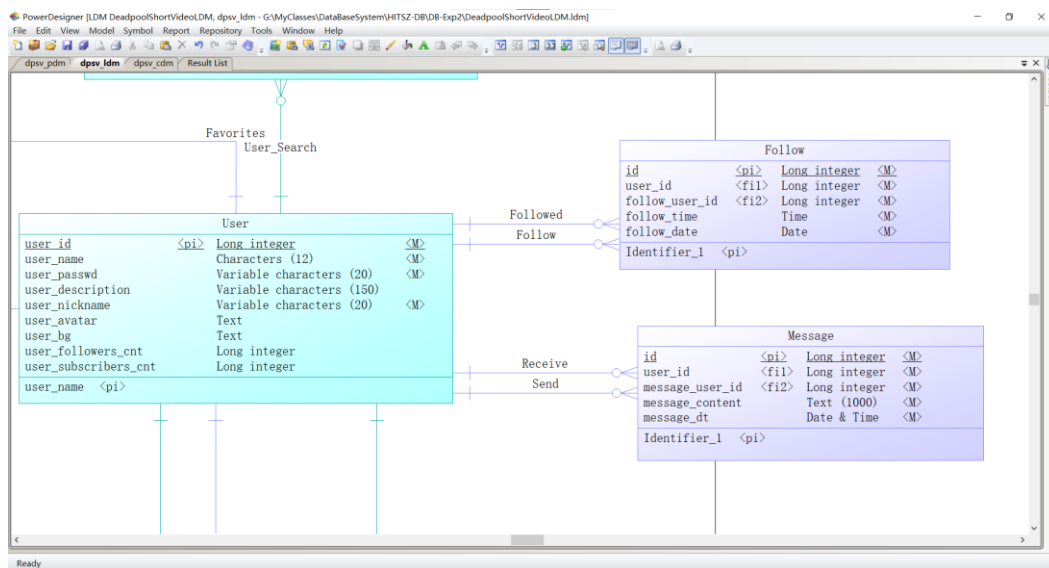 PowerDesigner [LDM DeadpoolShortVideoLDM, dpsv_ldm - G:\MyClasses\DataBaseSystem\HITSZ-DB\DB-Exp2\DeadpoolShortVideoLDM.ldm]
File Edit View Model Symbol Report Repository Tools Window Help
dpsv_pdm dpsv_ldm dpsv_cdm Result List
Favorites
User_Search
User
user_id <pi> Long integer <M>
user_name Characters (12) <M>
user_passwd Variable characters (20) <M>
user_description Variable characters (150)
user_nickname Variable characters (20) <M>
user_avatar Text
user_bg Text
user_followers_cnt Long integer
user_subscribers_cnt Long integer
user_name <pi>
Followed
Follow
Receive
Send
Follow
id <pi> Long integer <M>
user_id <fi1> Long integer <M>
follow_user_id <fi2> Long integer <M>
follow_time Time <M>
follow_date Date <M>
Identifier_1 <pi>
Message
id <pi> Long integer <M>
user_id <fi1> Long integer <M>
message_user_id <fi2> Long integer <M>
message_content Text (1000) <M>
message_dt Date & Time <M>
Identifier_1 <pi>
Ready